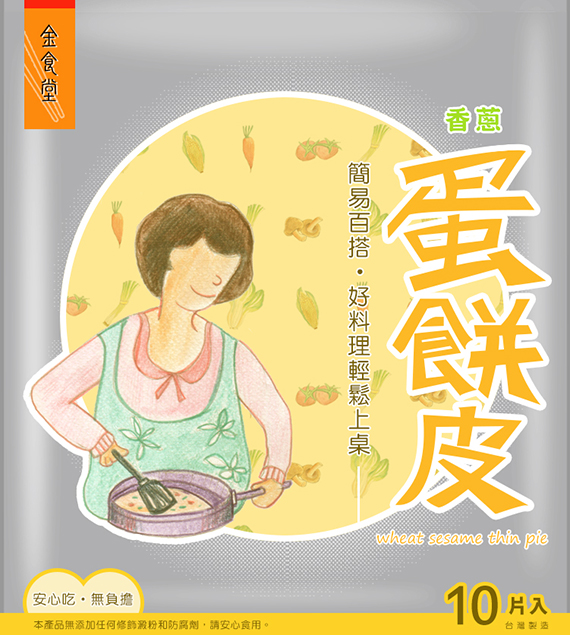 金食堂
香蔥
蛋餅皮
簡易百搭・好料理輕鬆上桌
wheat sesame thin pie
安心吃・無負擔
10片入
台灣製造
本產品無添加任何修飾澱粉和防腐劑，請安心食用。